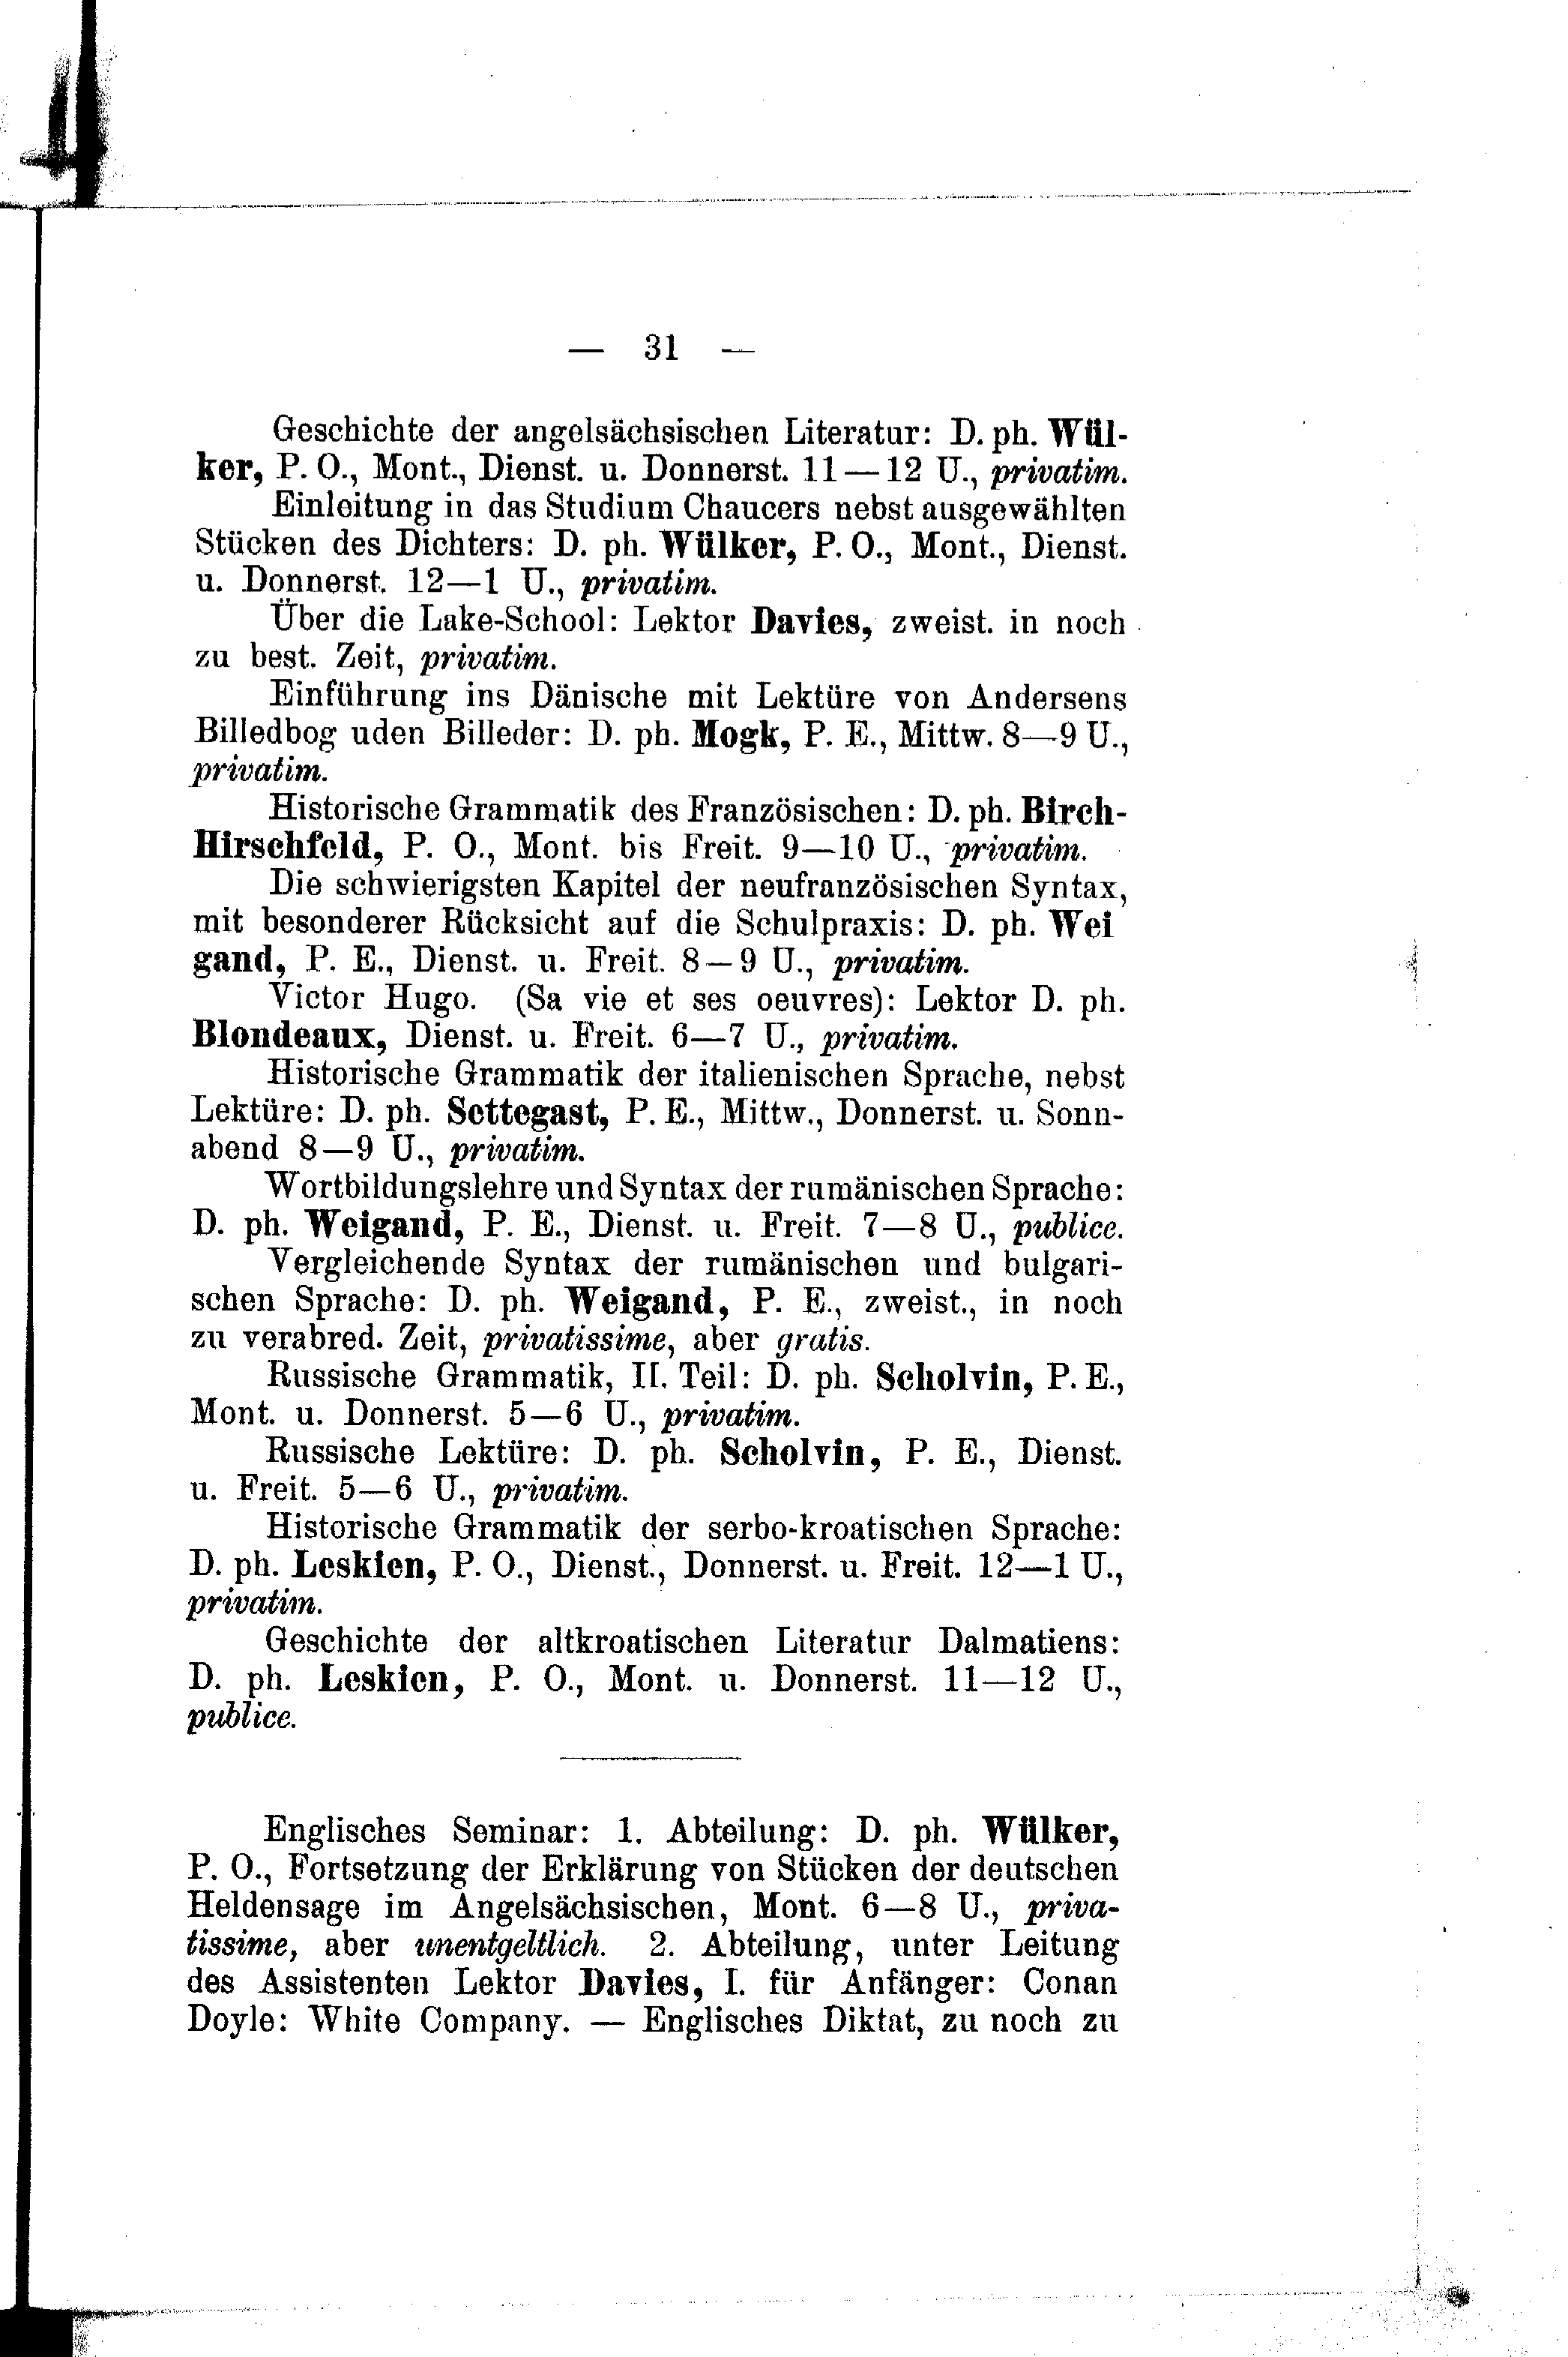 — 31 —
Geschichte der angelsächsischen Literatur: D. ph. Wül-
ker, P. O., Mont., Dienst. u. Donnerst. 11—12 U., privatim.
Einleitung in das Studium Chaucers nebst ausgewählten
Stücken des Dichters: D. ph. Wülker, P. O., Mont., Dienst.
u. Donnerst. 12—1 U., privatim.
Über die Lake-School: Lektor Davies, zweist. in noch
zu best. Zeit, privatim.
Einführung ins Dänische mit Lektüre von Andersens
Billedbog uden Billeder: D. ph. Mogk, P. E., Mittw. 8—9 U.,
privatim.
Historische Grammatik des Französischen: D. ph. Birch-
Hirschfeld, P. O., Mont. bis Freit. 9—10 U., privatim.
Die schwierigsten Kapitel der neufranzösischen Syntax,
mit besonderer Rücksicht auf die Schulpraxis: D. ph. Wei
gand, P. E., Dienst. u. Freit. 8—9 U., privatim.
Victor Hugo. (Sa vie et ses oeuvres): Lektor D. ph.
Blondeaux, Dienst. u. Freit. 6—7 U., privatim.
Historische Grammatik der italienischen Sprache, nebst
Lektüre: D. ph. Settegast, P. E., Mittw., Donnerst. u. Sonn-
abend 8—9 U., privatim.
Wortbildungslehre und Syntax der rumänischen Sprache:
D. ph. Weigand, P. E., Dienst. u. Freit. 7—8 U., publice.
Vergleichende Syntax der rumänischen und bulgari-
schen Sprache: D. ph. Weigand, P. E., zweist., in noch
zu verabred. Zeit, privatissime, aber gratis.
Russische Grammatik, II. Teil: D. ph. Scholvin, P. E.,
Mont. u. Donnerst. 5—6 U., privatim.
Russische Lektüre: D. ph. Scholvin, P. E., Dienst.
u. Freit. 5—6 U., privatim.
Historische Grammatik der serbo-kroatischen Sprache:
D. ph. Leskien, P. O., Dienst., Donnerst. u. Freit. 12—1 U.,
privatim.
Geschichte der altkroatischen Literatur Dalmatiens:
D. ph. Leskien, P. O., Mont. u. Donnerst. 11—12 U.,
publice.
Englisches Seminar: 1. Abteilung: D. ph. Wülker,
P. O., Fortsetzung der Erklärung von Stücken der deutschen
Heldensage im Angelsächsischen, Mont. 6—8 U., priva-
tissime, aber unentgeltlich. 2. Abteilung, unter Leitung
des Assistenten Lektor Davies, I. für Anfänger: Conan
Doyle: White Company. — Englisches Diktat, zu noch zu